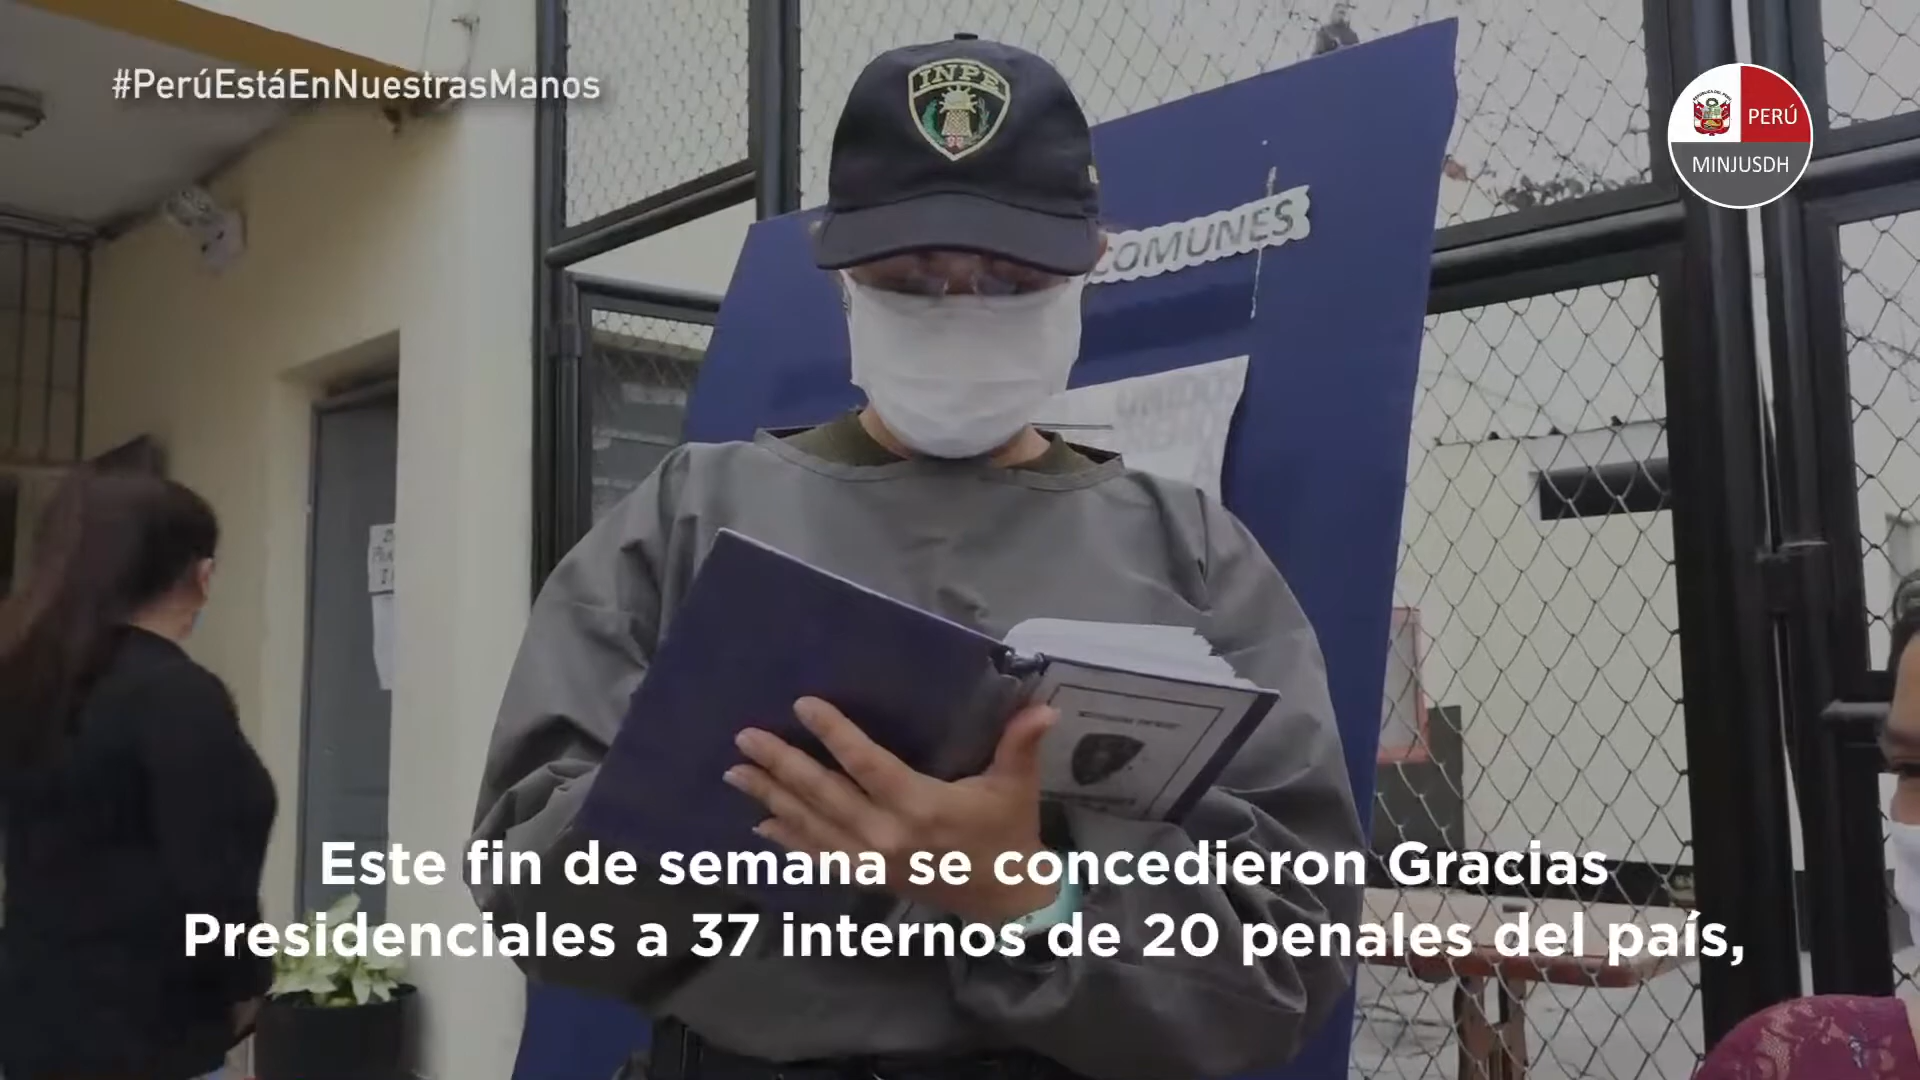 #PerúEstáEnNuestrasManos
INPE
PERÚ
MINJUSDH
COMUNES
Este fin de semana se concedieron Gracias
Presidenciales a 37 internos de 20 penales del país,